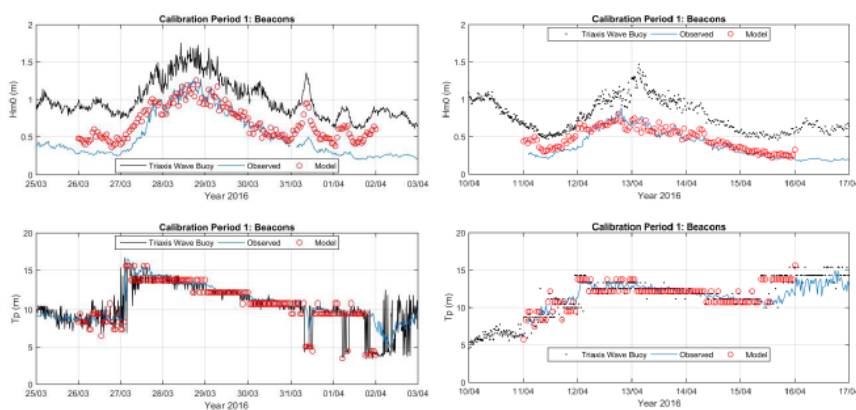 Calibration Period 1: Beacons
Hm0 (m)
2
1.5
1
0.5
0
Triaxis Wave Buoy Observed Model
25/03 26/03 27/03 28/03 29/03 30/03 31/03 01/04 02/04 03/04
Year 2016
Calibration Period 1: Beacons
Triaxis Wave Buoy Observed Model
Hm0 (m)
2
1.5
1
0.5
0
10/04 11/04 12/04 13/04 14/04 15/04 16/04 17/04
Year 2016
Calibration Period 1: Beacons
Triaxis Wave Buoy Observed Model
Tp (m)
20
15
10
5
0
25/03 26/03 27/03 28/03 29/03 30/03 31/03 01/04 02/04 03/04
Year 2016
Calibration Period 1: Beacons
Tp (m)
20
15
10
5
0
Triaxis Wave Buoy Observed Model
10/04 11/04 12/04 13/04 14/04 15/04 16/04 17/04
Year 2016